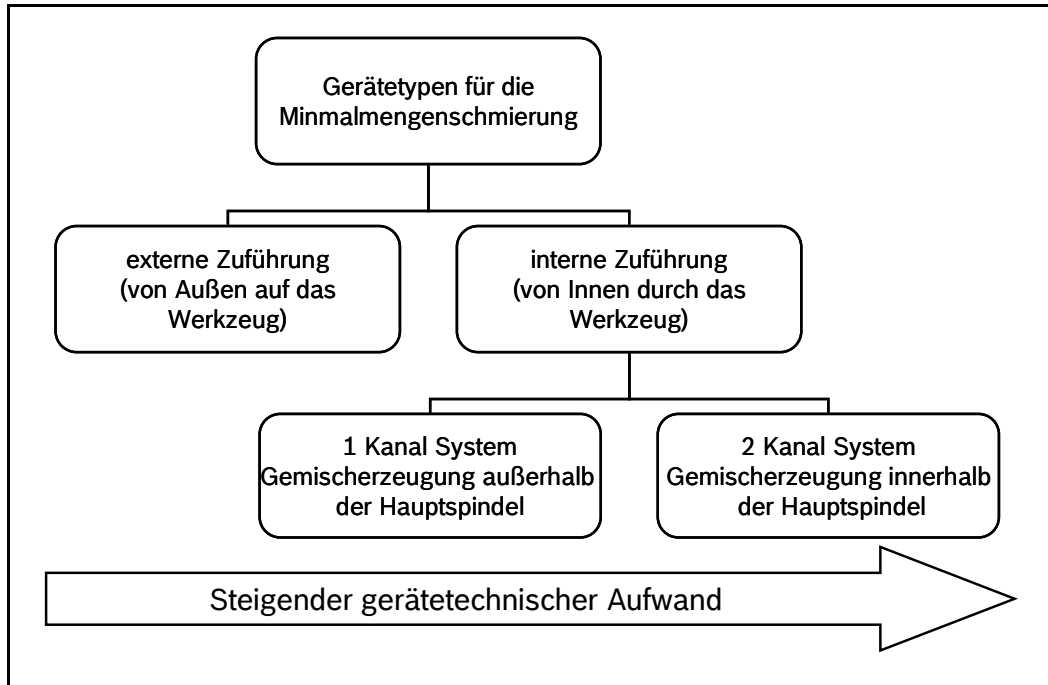 Gerätetypen für die
Minmalmengenschmierung
externe Zuführung
(von Außen auf das
Werkzeug)
interne Zuführung
(von Innen durch das
Werkzeug)
1 Kanal System
Gemischerzeugung außerhalb
der Hauptspindel
2 Kanal System
Gemischerzeugung innerhalb
der Hauptspindel
Steigender gerätetechnischer Aufwand